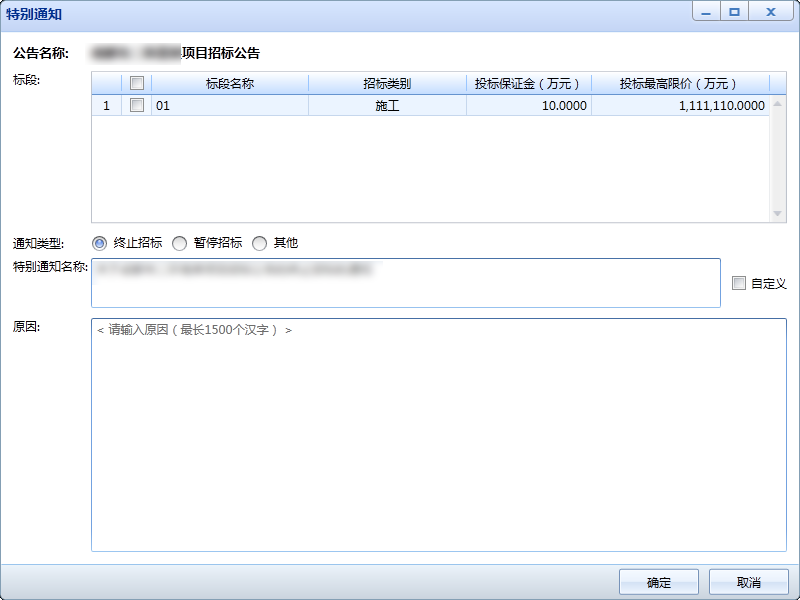 特别通知
公告名称: 项目招标公告
标段:
标段名称 招标类别 投标保证金（万元） 投标最高限价（万元）
1 01 施工 10.0000 1,111,110.0000
通知类型: 终止招标 暂停招标 其他
特别通知名称:
自定义
原因: < 请输入原因（最长1500个汉字） >
确定 取消